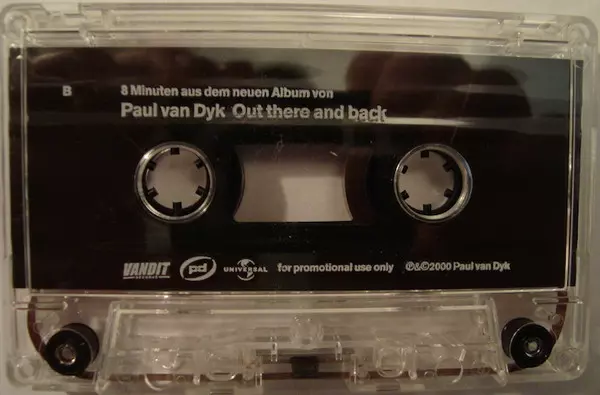 B
8 Minuten aus dem neuen Album von
Paul van Dyk Out there and back
VANDIT
RECORDS
pd
UNIVERSAL
for promotional use only
℗&©2000 Paul van Dyk